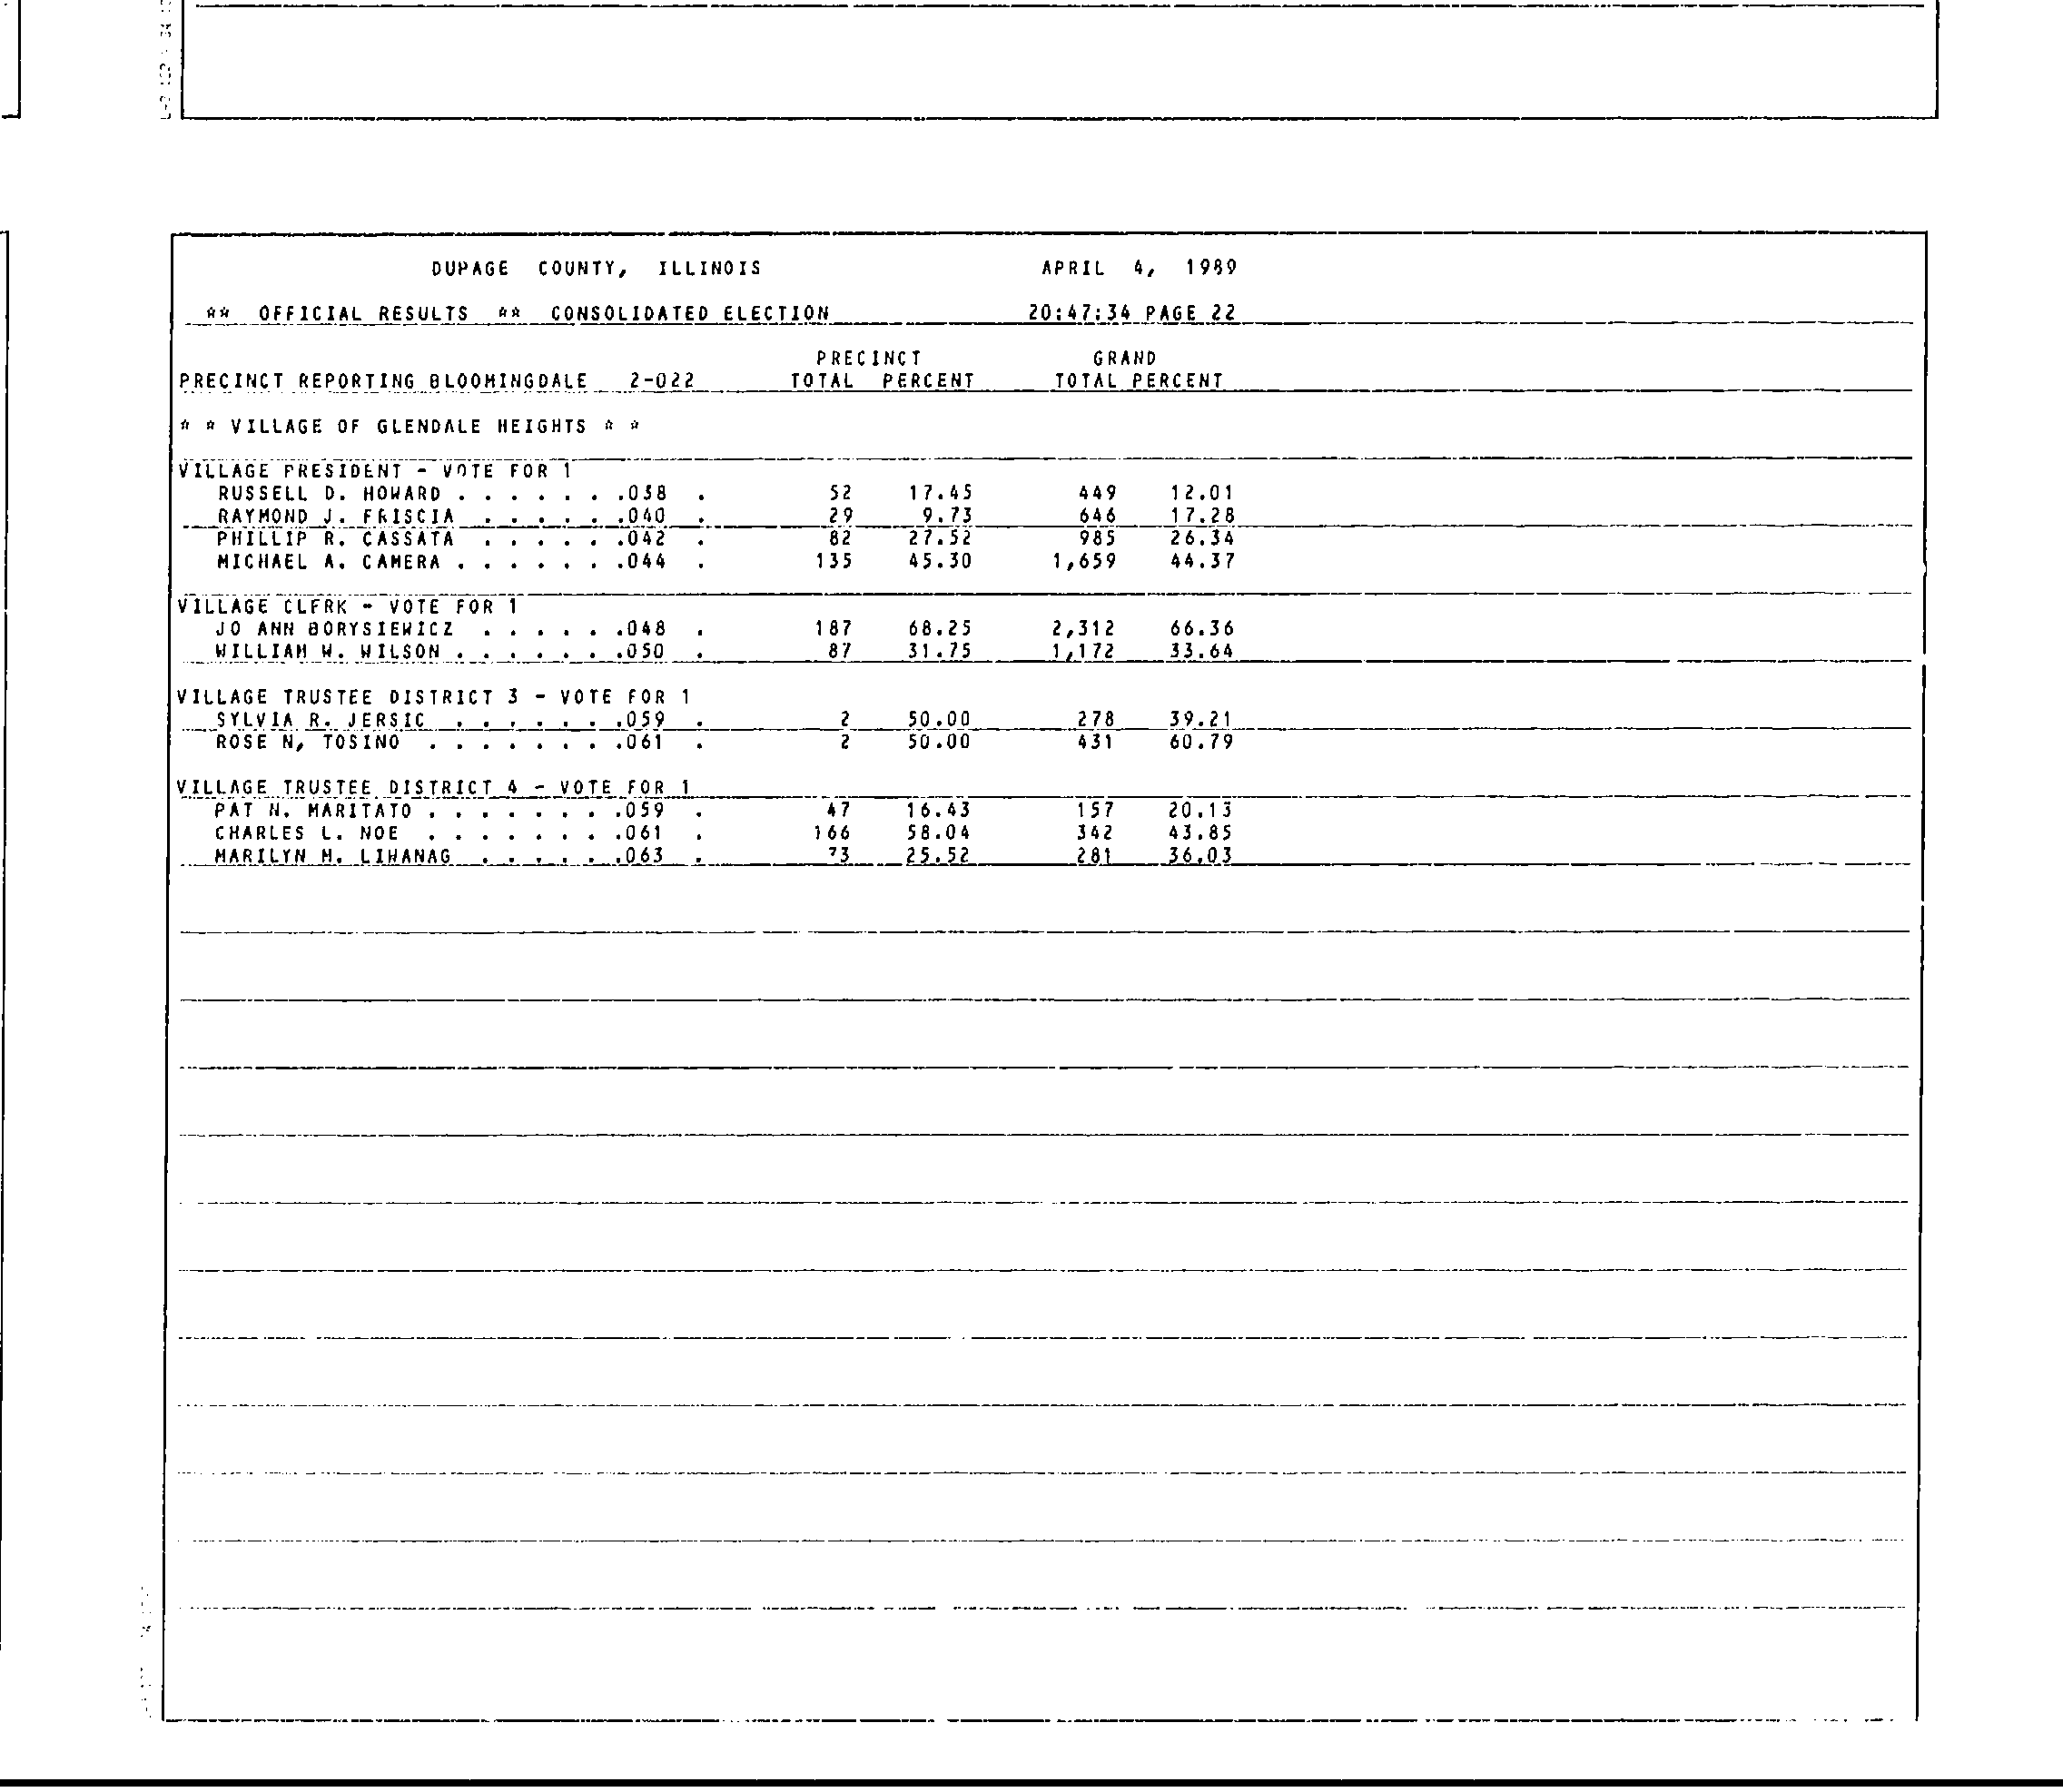 DUPAGE COUNTY, ILLINOIS APRIL 4, 1989
** OFFICIAL RESULTS ** CONSOLIDATED ELECTION 20:47:34 PAGE 22
PRECINCT GRAND
PRECINCT REPORTING BLOOMINGDALE 2-022 TOTAL PERCENT TOTAL PERCENT
* * VILLAGE OF GLENDALE HEIGHTS * *
VILLAGE PRESIDENT - VOTE FOR 1
RUSSELL D. HOWARD . . . . . . .038 . 52 17.45 449 12.01
RAYMOND J. FRISCIA . . . . . .040 . 29 9.73 646 17.28
PHILLIP R. CASSATA . . . . . .042 . 82 27.52 985 26.34
MICHAEL A. CAMERA . . . . . . .044 . 135 45.30 1,659 44.37
VILLAGE CLERK - VOTE FOR 1
JO ANN BORYSIEWICZ . . . . . .048 . 187 68.25 2,312 66.36
WILLIAM W. WILSON . . . . . . .050 . 87 31.75 1,172 33.64
VILLAGE TRUSTEE DISTRICT 3 - VOTE FOR 1
SYLVIA R. JERSIC . . . . . . .059 . 2 50.00 278 39.21
ROSE N, TOSINO . . . . . . . .061 . 2 50.00 431 60.79
VILLAGE TRUSTEE DISTRICT 4 - VOTE FOR 1
PAT N. MARITATO . . . . . . . .059 . 47 16.43 157 20.13
CHARLES L. NOE . . . . . . . .061 . 166 58.04 342 43.85
MARILYN M. LIHANAG . . . . . .063 . 73 25.52 281 36.03